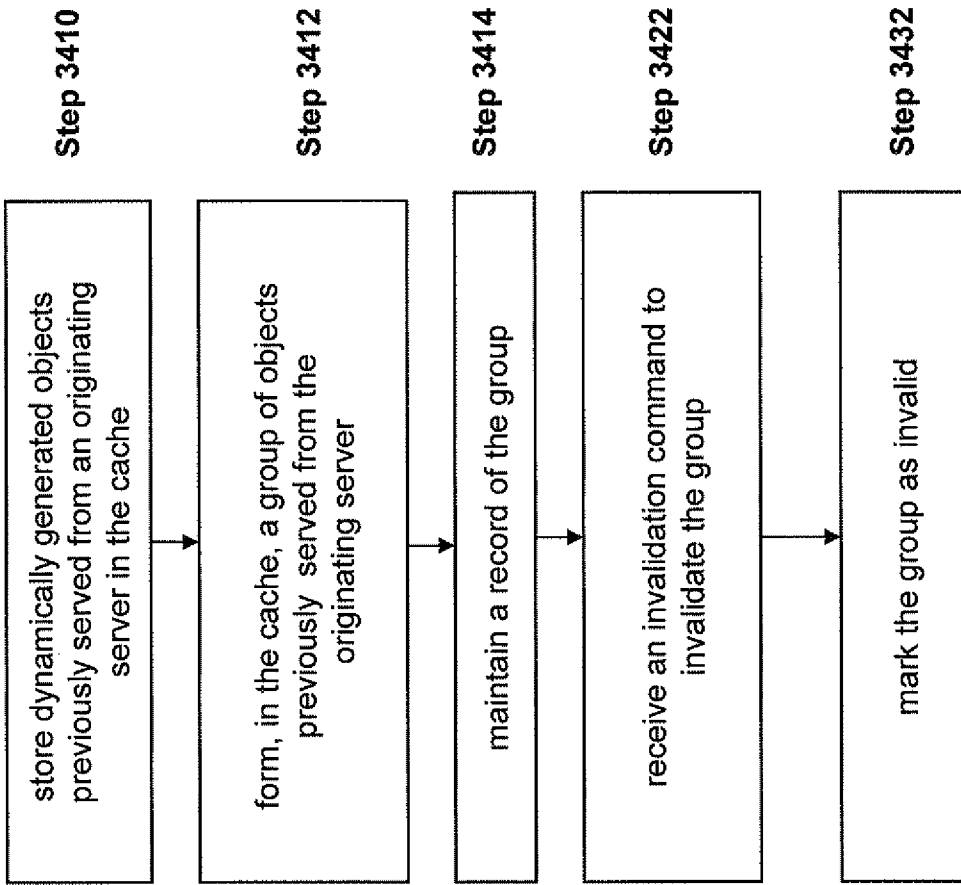 store dynamically generated objects
previously served from an originating
server in the cache
Step 3410
form, in the cache, a group of objects
previously served from the
originating server
Step 3412
maintain a record of the group
Step 3414
receive an invalidation command to
invalidate the group
Step 3422
mark the group as invalid
Step 3432